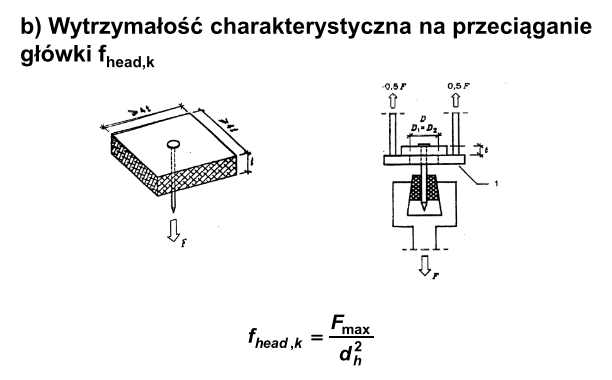 b) Wytrzymałość charakterystyczna na przeciąganie
główki f_head,k
≥ 4t
≥ 4t
t
F
0,5 F
0,5 F
D
D₁ = D₂
t
1
F
f_head,k = F_max / d_h²